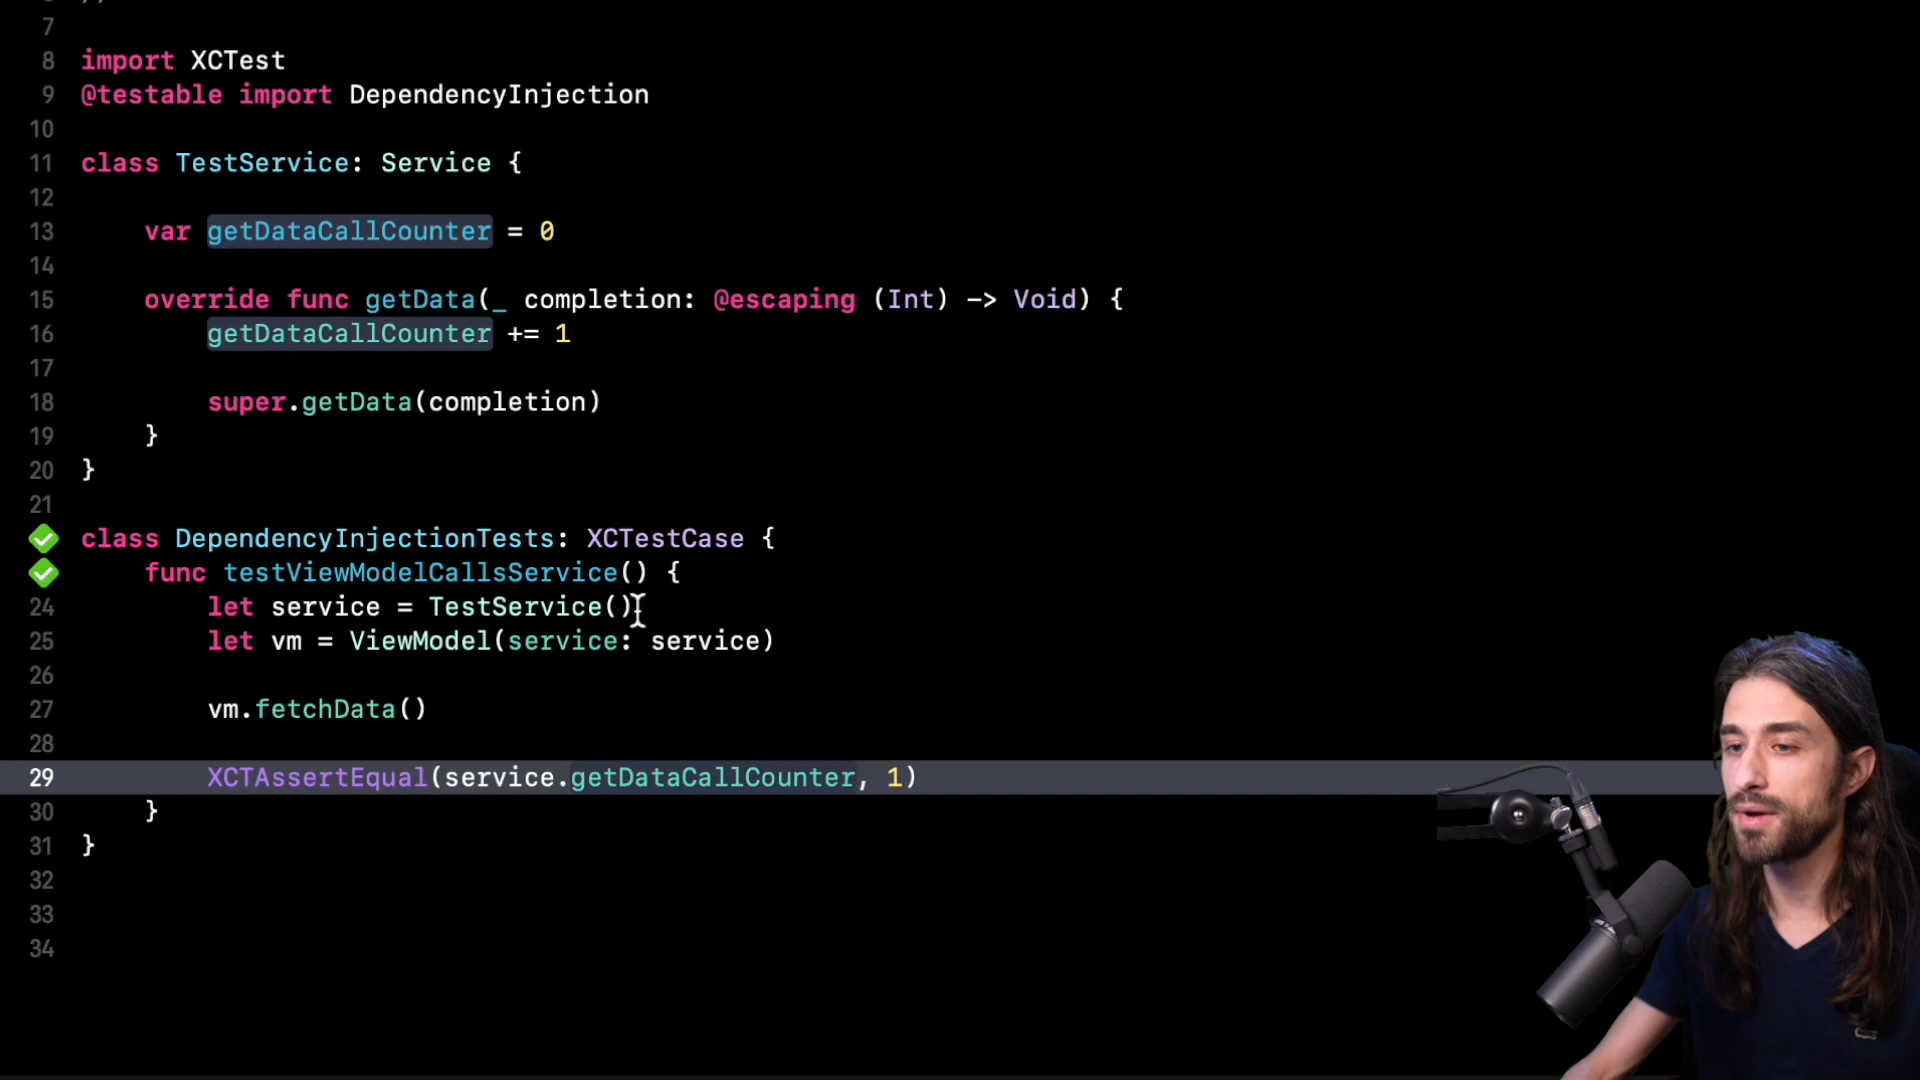 7
8 import XCTest
9 @testable import DependencyInjection
10
11 class TestService: Service {
12
13 var getDataCallCounter = 0
14
15 override func getData(_ completion: @escaping (Int) -> Void) {
16 getDataCallCounter += 1
17
18 super.getData(completion)
19 }
20 }
21
class DependencyInjectionTests: XCTestCase {
func testViewModelCallsService() {
24 let service = TestService()
25 let vm = ViewModel(service: service)
26
27 vm.fetchData()
28
29 XCTAssertEqual(service.getDataCallCounter, 1)
30 }
31 }
32
33
34